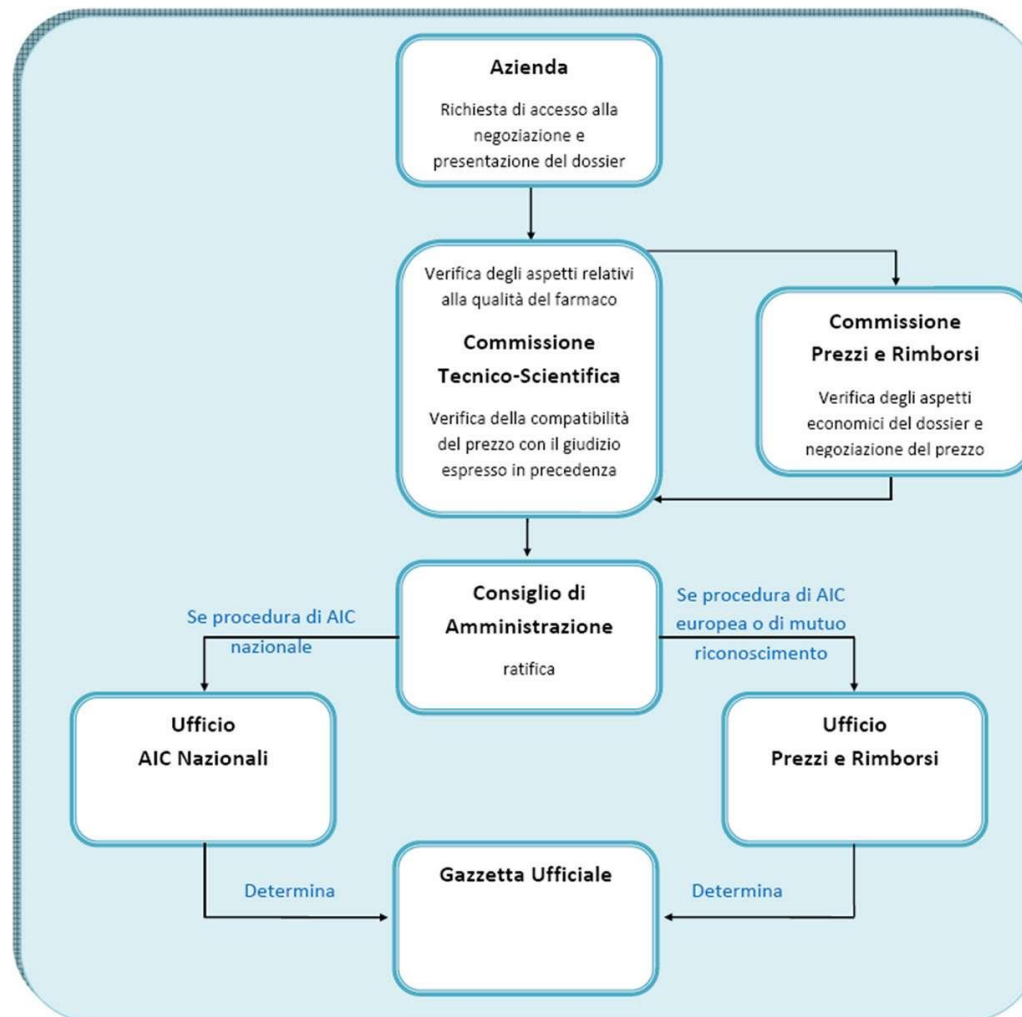 Azienda
Richiesta di accesso alla
negoziazione e
presentazione del dossier
Verifica degli aspetti relativi
alla qualità del farmaco
Commissione
Tecnico-Scientifica
Verifica della compatibilità
del prezzo con il giudizio
espresso in precedenza
Commissione
Prezzi e Rimborsi
Verifica degli aspetti
economici del dossier e
negoziazione del prezzo
Consiglio di
Amministrazione
ratifica
Se procedura di AIC
nazionale
Se procedura di AIC
europea o di mutuo
riconoscimento
Ufficio
AIC Nazionali
Ufficio
Prezzi e Rimborsi
Determina
Gazzetta Ufficiale
Determina